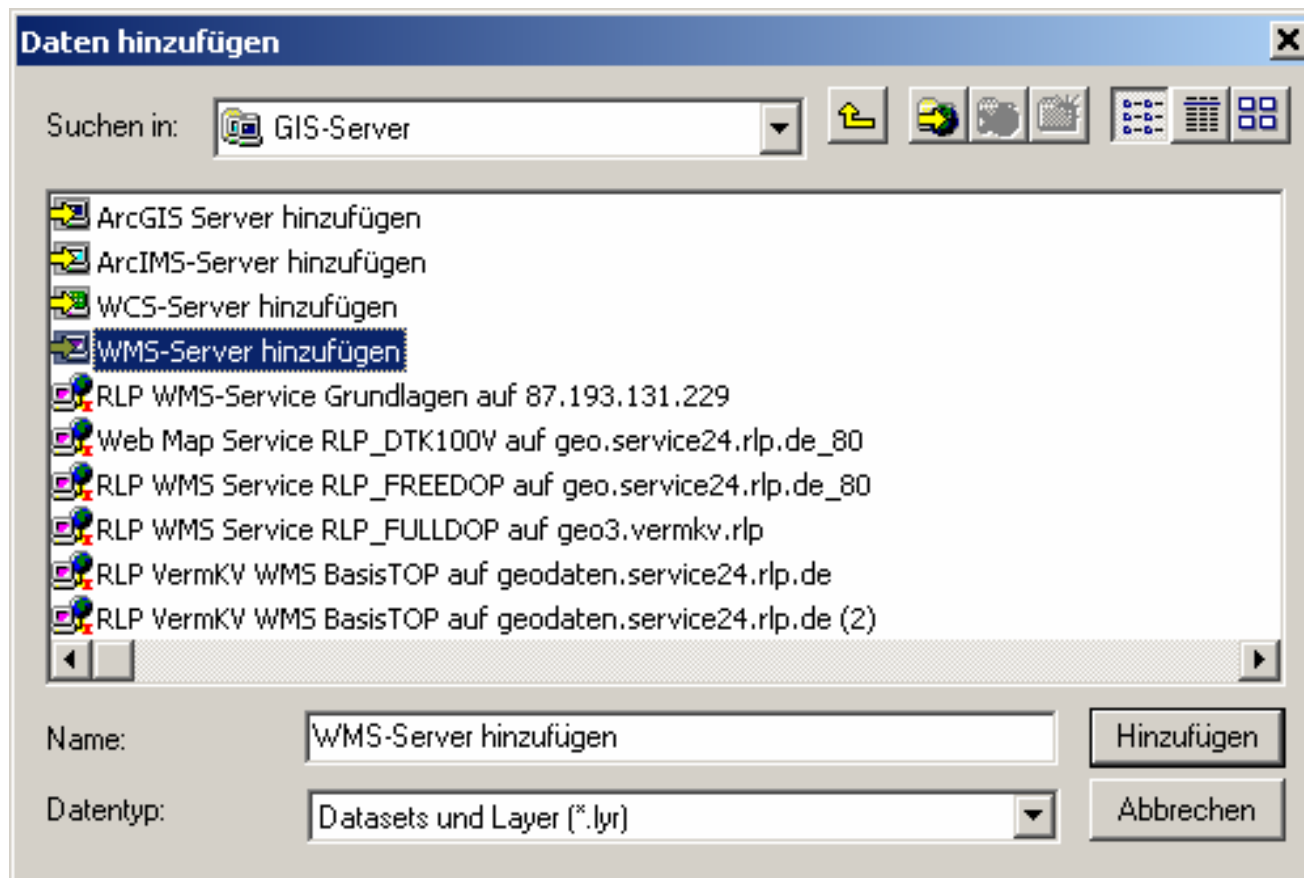 Daten hinzufügen
Suchen in: GIS-Server
ArcGIS Server hinzufügen
ArcIMS-Server hinzufügen
WCS-Server hinzufügen
WMS-Server hinzufügen
RLP WMS-Service Grundlagen auf 87.193.131.229
Web Map Service RLP_DTK100V auf geo.service24.rlp.de_80
RLP WMS Service RLP_FREEDOP auf geo.service24.rlp.de_80
RLP WMS Service RLP_FULLDOP auf geo3.vermkv.rlp
RLP VermKV WMS BasisTOP auf geodaten.service24.rlp.de
RLP VermKV WMS BasisTOP auf geodaten.service24.rlp.de (2)
Name: WMS-Server hinzufügen Hinzufügen
Datentyp: Datasets und Layer (*.lyr) Abbrechen